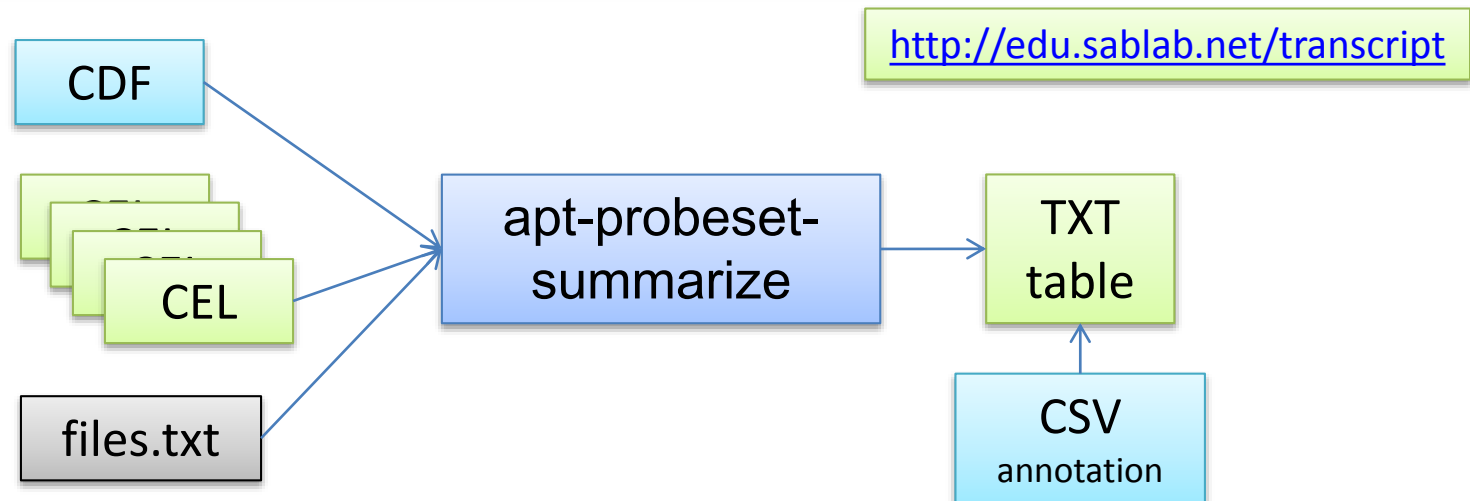 http://edu.sablab.net/transcript
CDF
CEL
apt-probeset-
summarize
TXT
table
files.txt
CSV
annotation